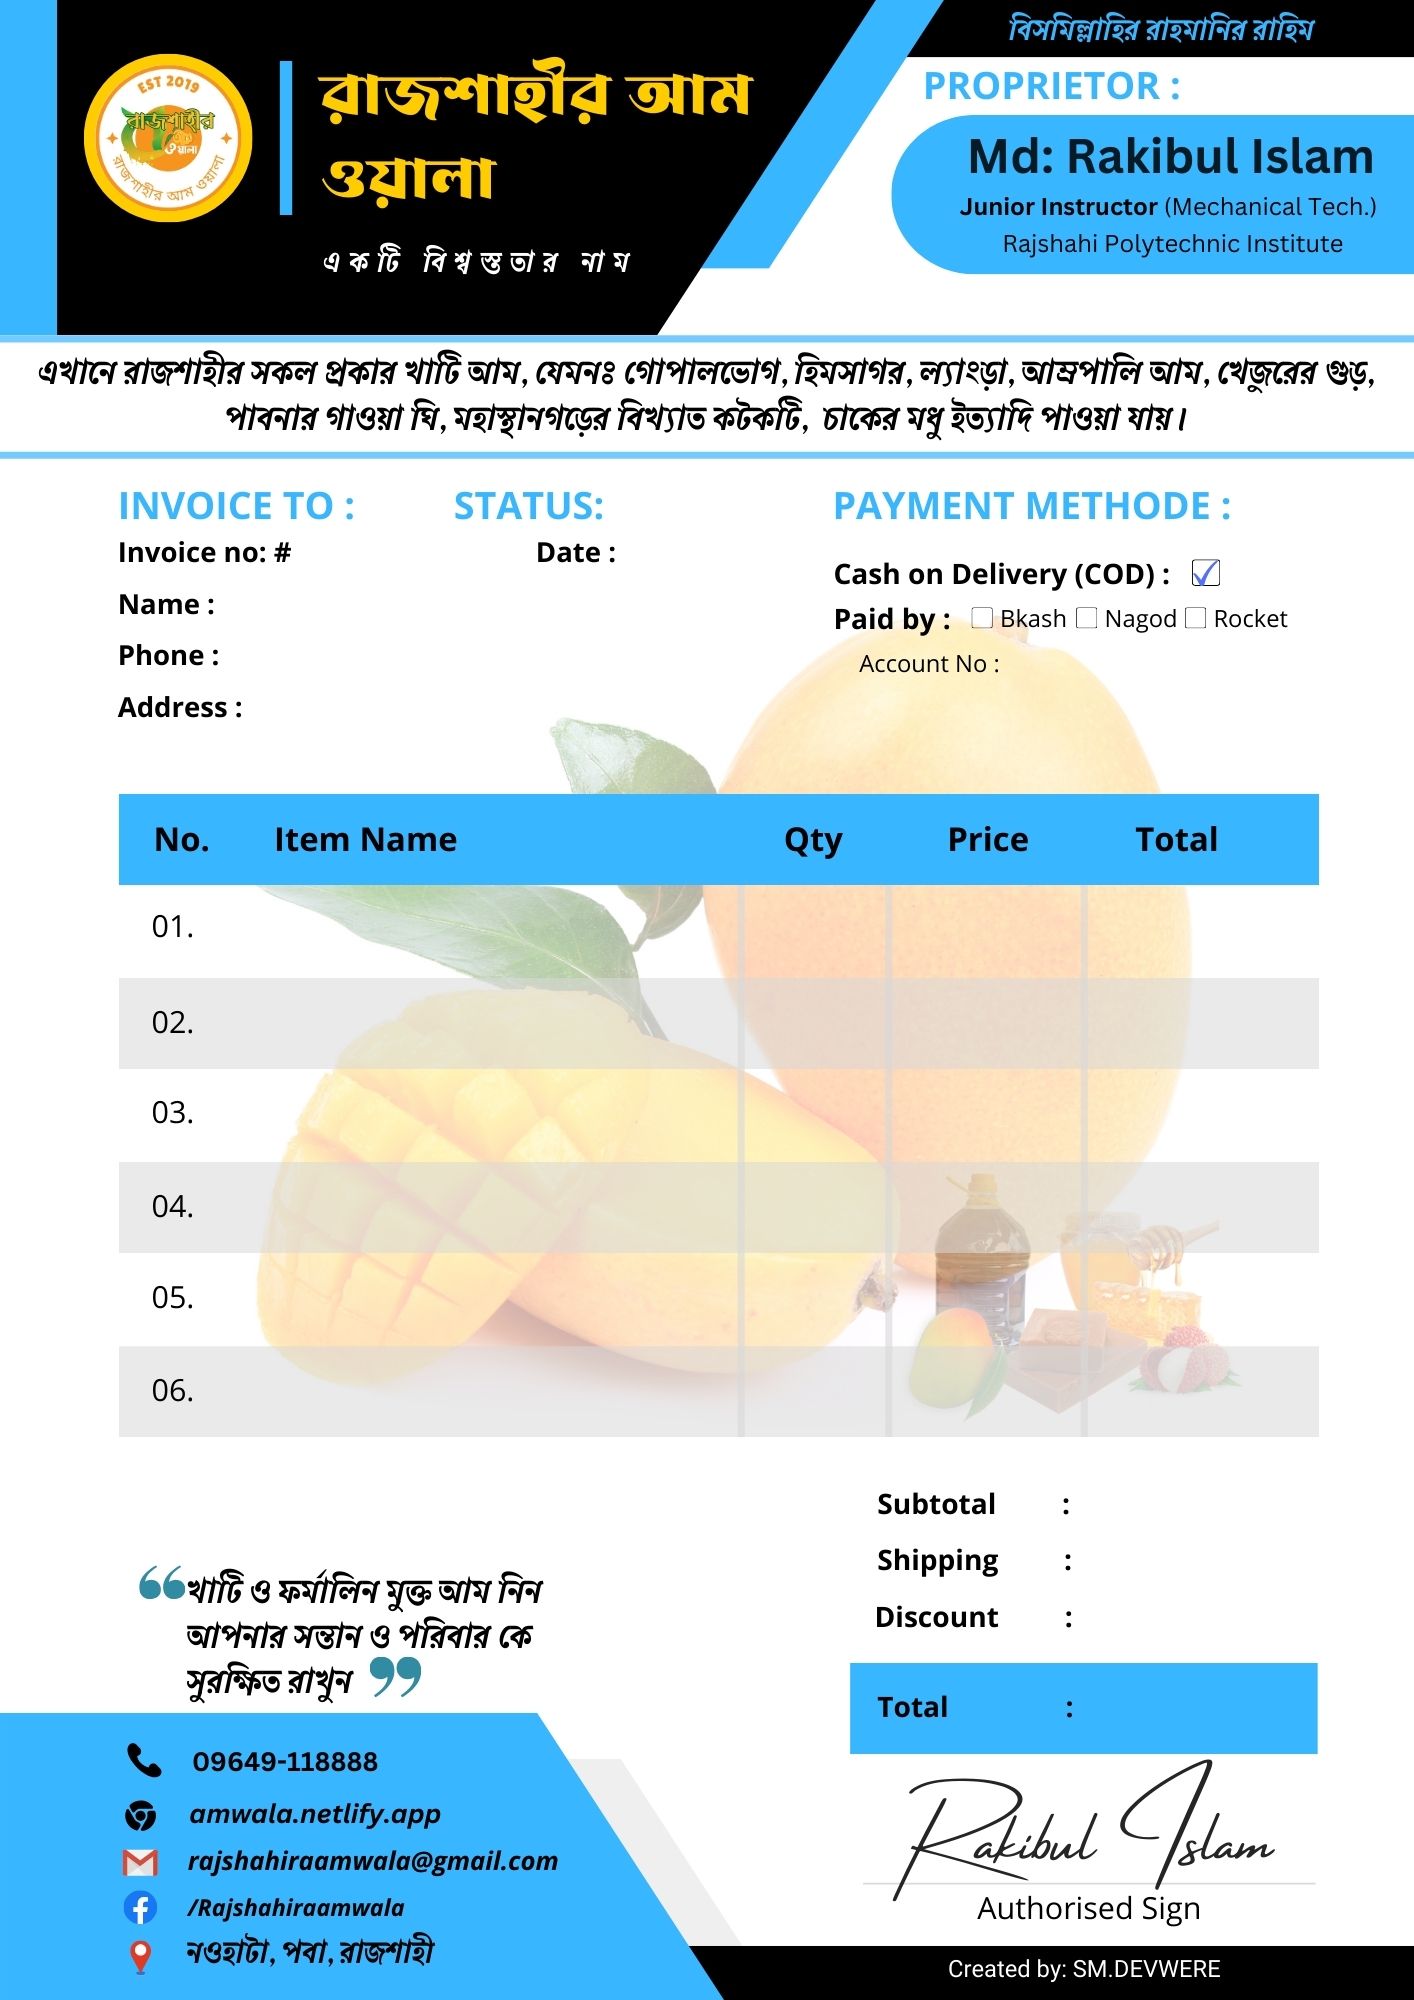 বিসমিল্লাহির রাহমানির রাহিম
EST 2019
রাজশাহীর
ওয়ালা
রাজশাহীর আম ওয়ালা
রাজশাহীর আম
ওয়ালা
একটি বিশ্বস্ততার নাম
PROPRIETOR :
Md: Rakibul Islam
Junior Instructor (Mechanical Tech.)
Rajshahi Polytechnic Institute
এখানে রাজশাহীর সকল প্রকার খাটি আম, যেমনঃ গোপালভোগ, হিমসাগর, ল্যাংড়া, আম্রপালি আম, খেজুরের গুড়,
পাবনার গাওয়া ঘি, মহাস্থানগড়ের বিখ্যাত কটকটি, চাকের মধু ইত্যাদি পাওয়া যায়।
INVOICE TO : STATUS: PAYMENT METHODE :
Invoice no: # Date :
Cash on Delivery (COD) :
Name :
Paid by : Bkash Nagod Rocket
Phone :
Account No :
Address :
No. Item Name Qty Price Total
01.
02.
03.
04.
05.
06.
Subtotal :
Shipping :
Discount :
Total :
খাটি ও ফর্মালিন মুক্ত আম নিন
আপনার সন্তান ও পরিবার কে
সুরক্ষিত রাখুন
09649-118888
amwala.netlify.app
rajshahiraamwala@gmail.com
/Rajshahiraamwala
নওহাটা, পবা, রাজশাহী
Rakibul Islam
Authorised Sign
Created by: SM.DEVWERE